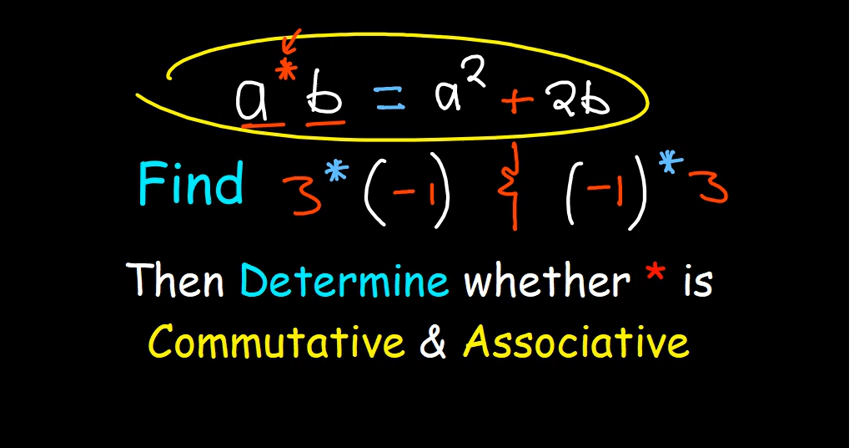 a * b = a² + 2b
Find 3 * (-1) } (-1) * 3
Then Determine whether * is
Commutative & Associative